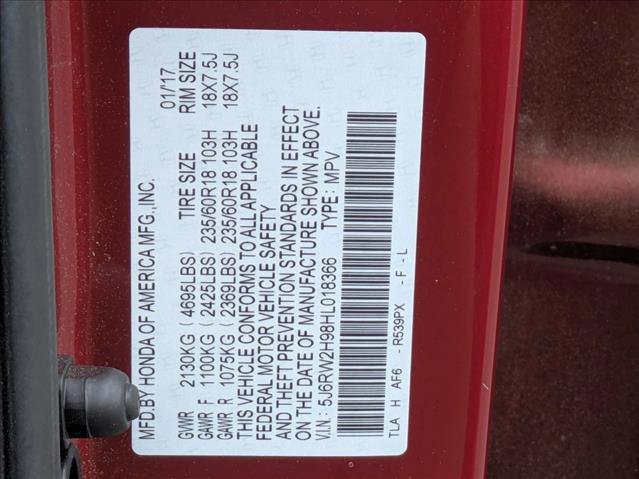 MFD.BY HONDA OF AMERICA MFG.,INC. 01/'17
GVWR 2130KG (4695LBS) TIRE SIZE RIM SIZE
GAWR F 1100KG (2425LBS) 235/60R18 103H 18X7.5J
GAWR R 1075KG (2369LBS) 235/60R18 103H 18X7.5J
THIS VEHICLE CONFORMS TO ALL APPLICABLE
FEDERAL MOTOR VEHICLE SAFETY
AND THEFT PREVENTION STANDARDS IN EFFECT
ON THE DATE OF MANUFACTURE SHOWN ABOVE.
V.I.N.: 5J6RW2H98HL018366 TYPE: MPV
TLA H AF6 - R539PX - F - L